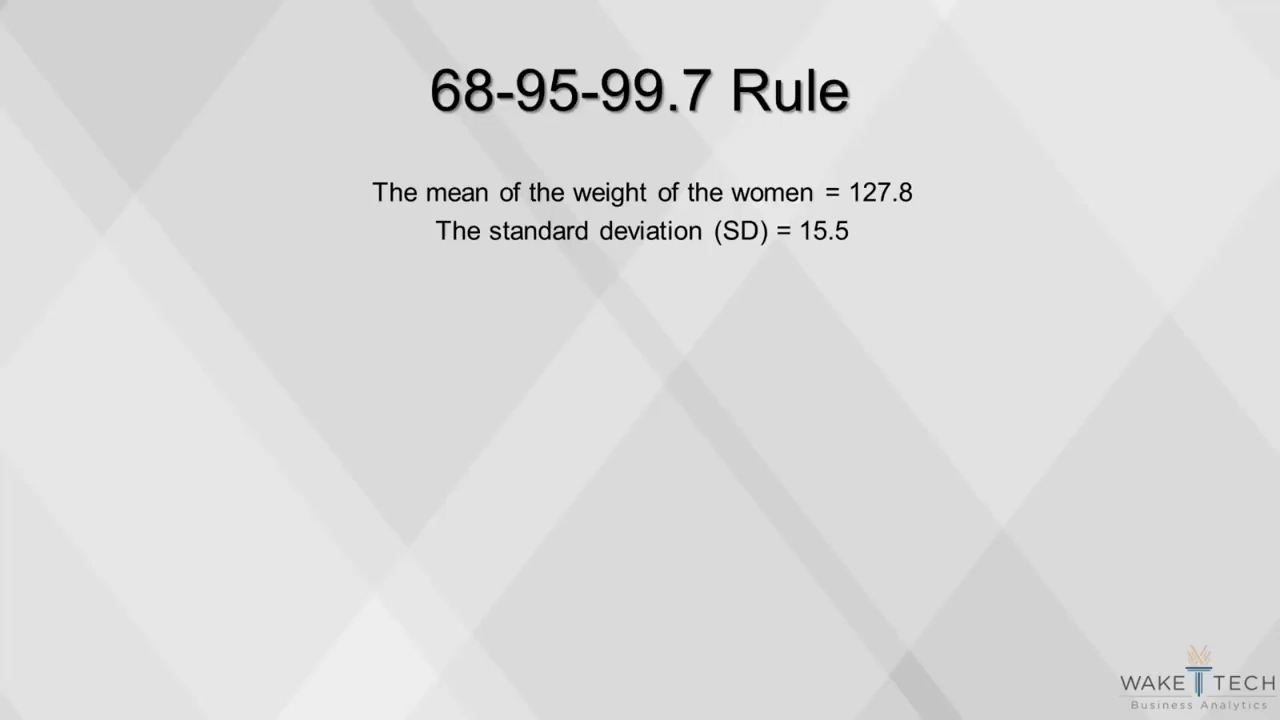 68-95-99.7 Rule
The mean of the weight of the women = 127.8
The standard deviation (SD) = 15.5
WAKE TECH
Business Analytics